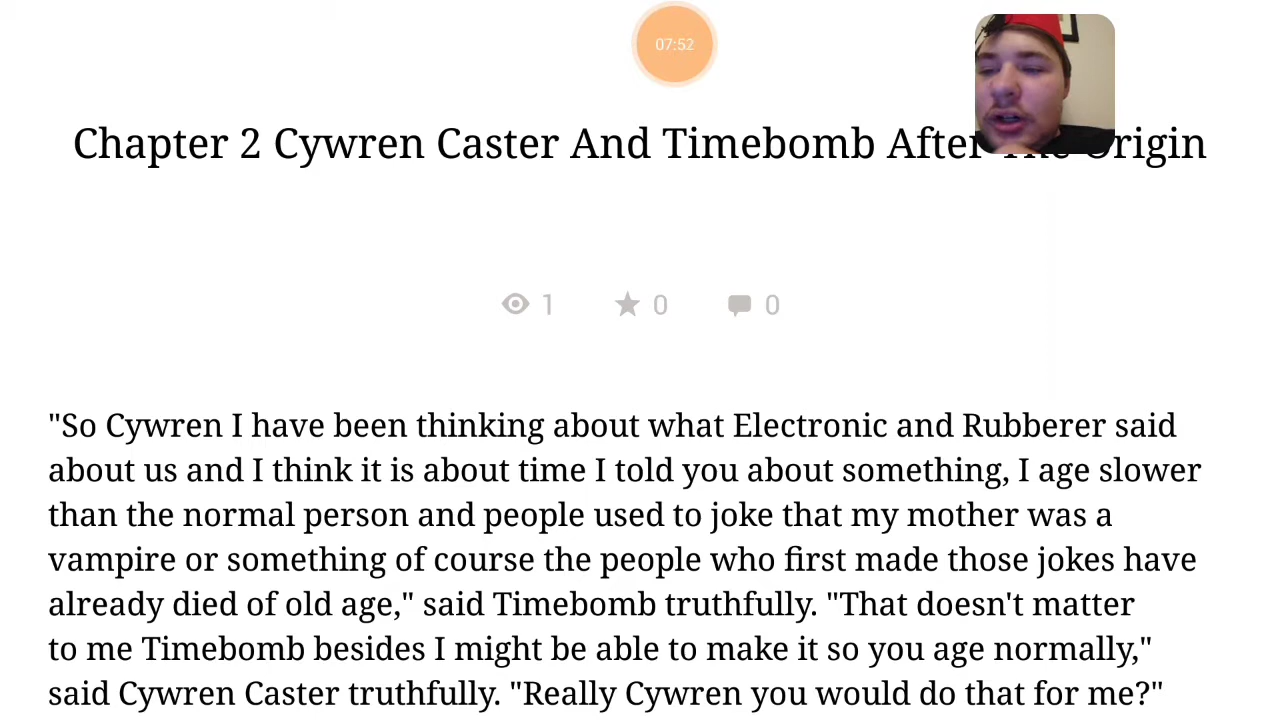 07:52
Chapter 2 Cywren Caster And Timebomb After Origin
1 0 0
"So Cywren I have been thinking about what Electronic and Rubberer said
about us and I think it is about time I told you about something, I age slower
than the normal person and people used to joke that my mother was a
vampire or something of course the people who first made those jokes have
already died of old age," said Timebomb truthfully. "That doesn't matter
to me Timebomb besides I might be able to make it so you age normally,"
said Cywren Caster truthfully. "Really Cywren you would do that for me?"